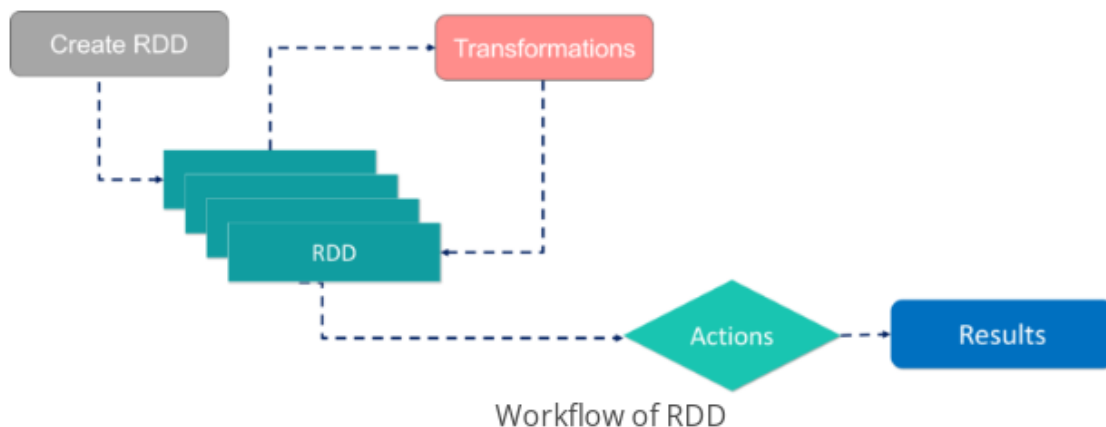 Create RDD
Transformations
RDD
Actions
Results
Workflow of RDD